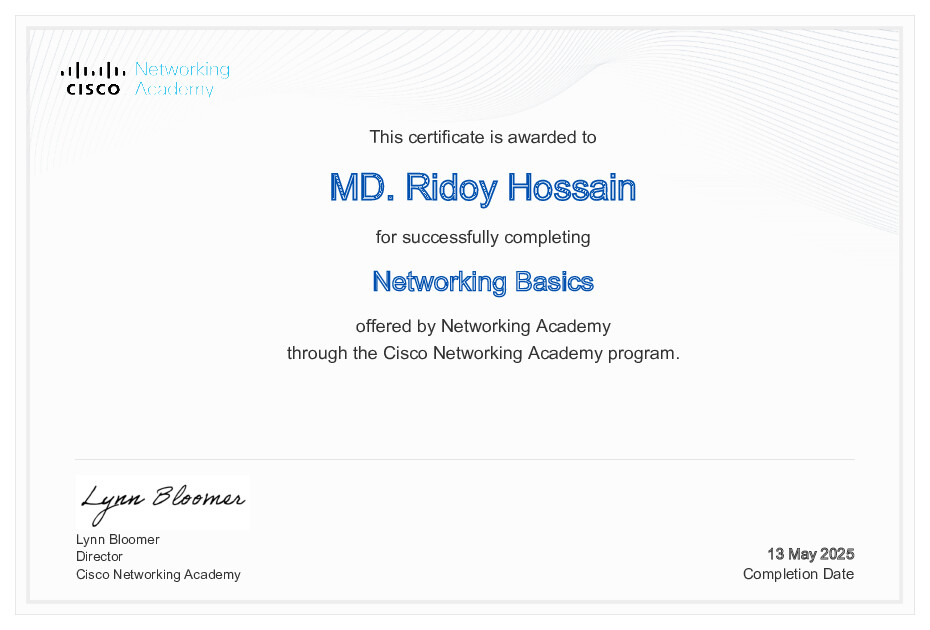 CISCO
Networking
Academy
This certificate is awarded to
MD. Ridoy Hossain
for successfully completing
Networking Basics
offered by Networking Academy
through the Cisco Networking Academy program.
Lynn Bloomer
Lynn Bloomer
Director
Cisco Networking Academy
13 May 2025
Completion Date